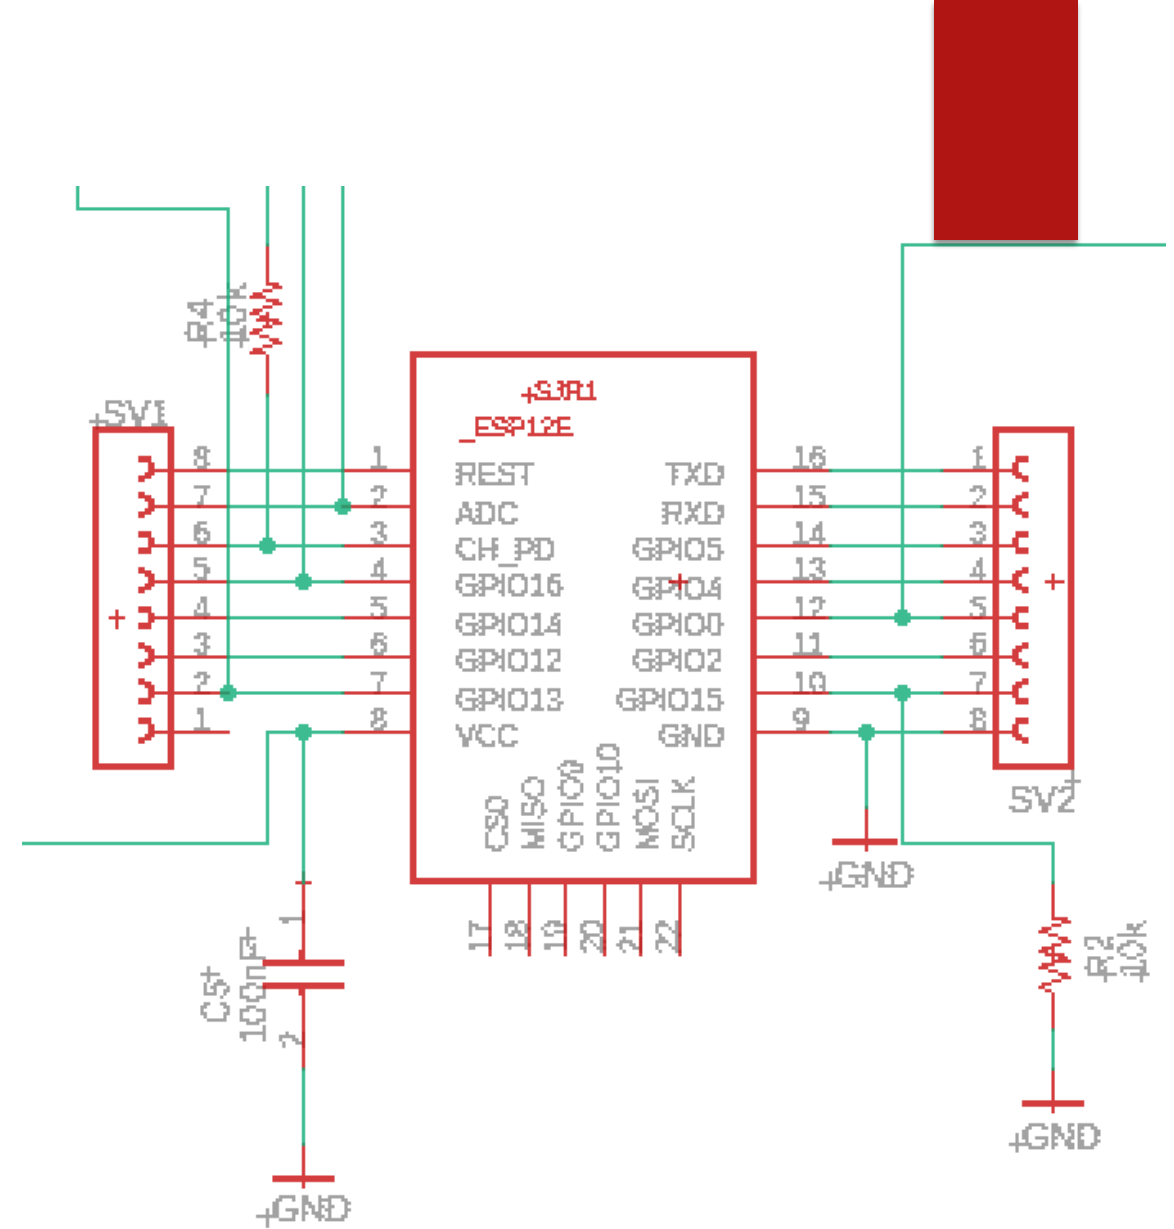 R4
10k
SV1
SJR1
_ESP12E
8 1 REST TXD 16 1
7 2 ADC RXD 15 2
6 3 CH_PD GPIO5 14 3
5 4 GPIO16 GPIO4 13 4
4 5 GPIO14 GPIO0 12 5
3 6 GPIO12 GPIO2 11 6
2 7 GPIO13 GPIO15 10 7
1 8 VCC GND 9 8
SV2
CSO MISO GPIO9 GPIO10 MOSI SCLK
GND
17 18 19 20 21 22
1
C5
100nF
2
R2
10k
GND
GND